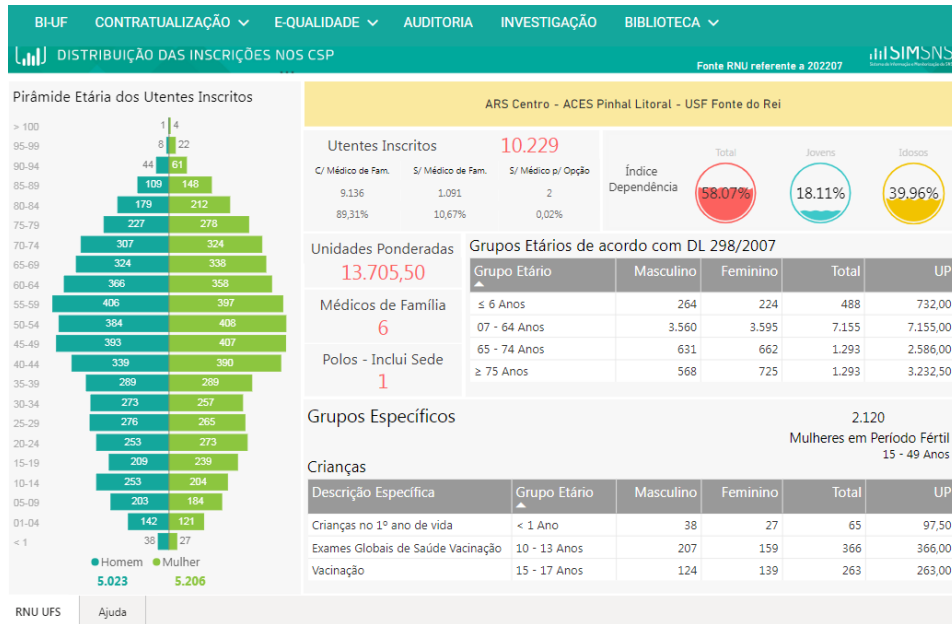 BI-UF CONTRATUALIZAÇÃO E-QUALIDADE AUDITORIA INVESTIGAÇÃO BIBLIOTECA
DISTRIBUIÇÃO DAS INSCRIÇÕES NOS CSP
Fonte RNU referente a 202207
SIMSNS
Pirâmide Etária dos Utentes Inscritos
> 100 1 4
95-99 8 22
90-94 44 61
85-89 109 148
80-84 179 212
75-79 227 278
70-74 307 324
65-69 324 338
60-64 366 358
55-59 406 397
50-54 384 408
45-49 393 407
40-44 339 390
35-39 289 289
30-34 273 257
25-29 276 265
20-24 253 273
15-19 209 239
10-14 253 204
05-09 203 184
01-04 142 121
< 1 38 27
Homem Mulher
5.023 5.206
ARS Centro - ACES Pinhal Litoral - USF Fonte do Rei
Utentes Inscritos 10.229
C/ Médico de Fam. S/ Médico de Fam. S/ Médico p/ Opção
9.136 1.091 2
89,31% 10,67% 0,02%
Índice
Dependência
Total Jovens Idosos
58.07% 18.11% 39,96%
Unidades Ponderadas
13.705,50
Médicos de Família
6
Polos - Inclui Sede
1
Grupos Etários de acordo com DL 298/2007
Grupo Etário Masculino Feminino Total UP
≤ 6 Anos 264 224 488 732,00
07 - 64 Anos 3.560 3.595 7.155 7.155,00
65 - 74 Anos 631 662 1.293 2.586,00
≥ 75 Anos 568 725 1.293 3.232,50
Grupos Específicos
2.120
Mulheres em Período Fértil
15 - 49 Anos
Crianças
Descrição Específica Grupo Etário Masculino Feminino Total UP
Crianças no 1º ano de vida < 1 Ano 38 27 65 97,50
Exames Globais de Saúde Vacinação 10 - 13 Anos 207 159 366 366,00
Vacinação 15 - 17 Anos 124 139 263 263,00
RNU UFS Ajuda